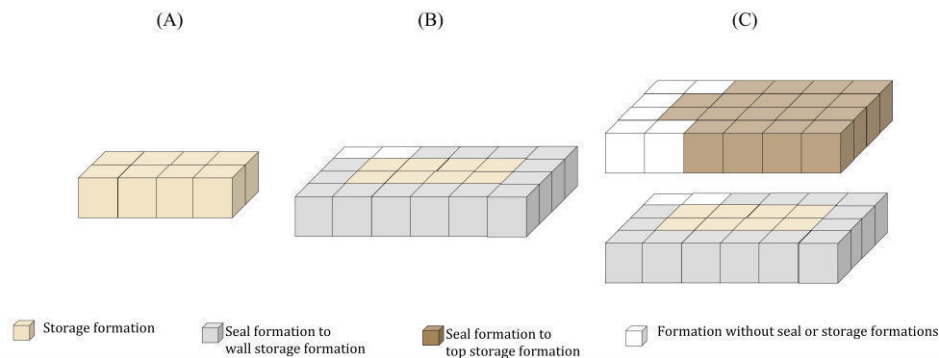 (A)
(B)
(C)
Storage formation
Seal formation to
wall storage formation
Seal formation to
top storage formation
Formation without seal or storage formations